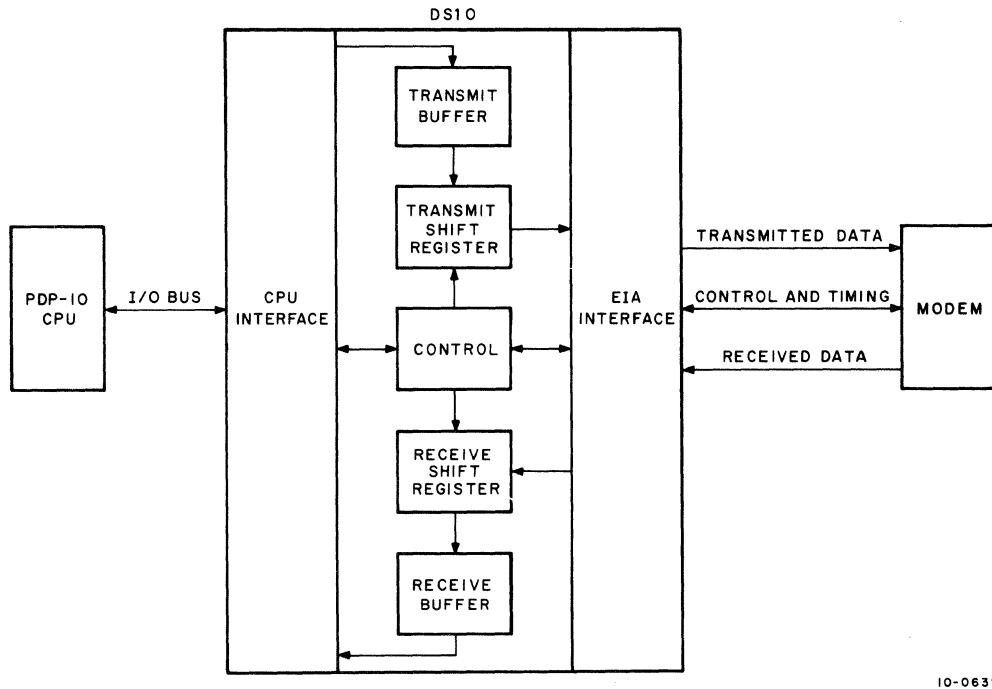 DS10
TRANSMIT
BUFFER
TRANSMIT
SHIFT
REGISTER
PDP-10
CPU
I/O BUS
CPU
INTERFACE
CONTROL
EIA
INTERFACE
TRANSMITTED DATA
CONTROL AND TIMING
RECEIVED DATA
MODEM
RECEIVE
SHIFT
REGISTER
RECEIVE
BUFFER